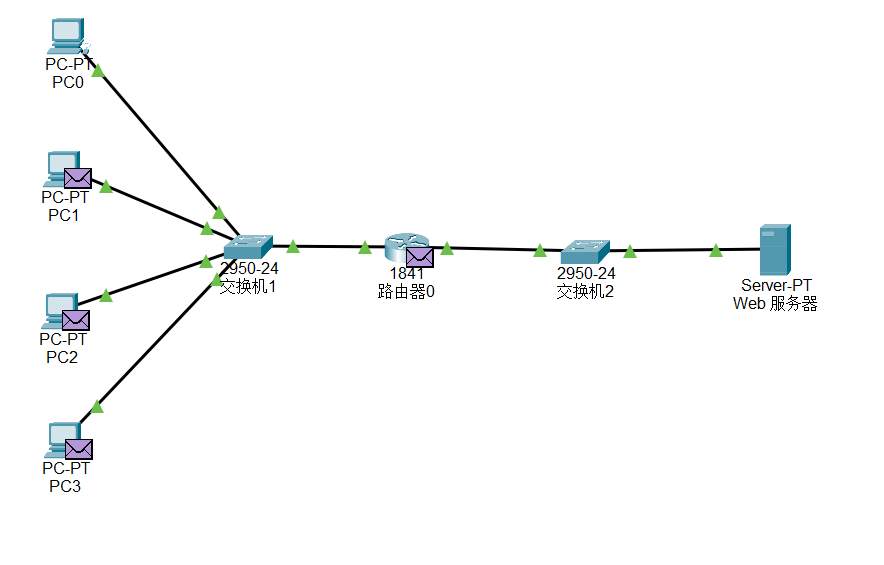 PC-PT
PC0
PC-PT
PC1
2950-24
交换机1
1841
路由器0
2950-24
交换机2
Server-PT
Web 服务器
PC-PT
PC2
PC-PT
PC3